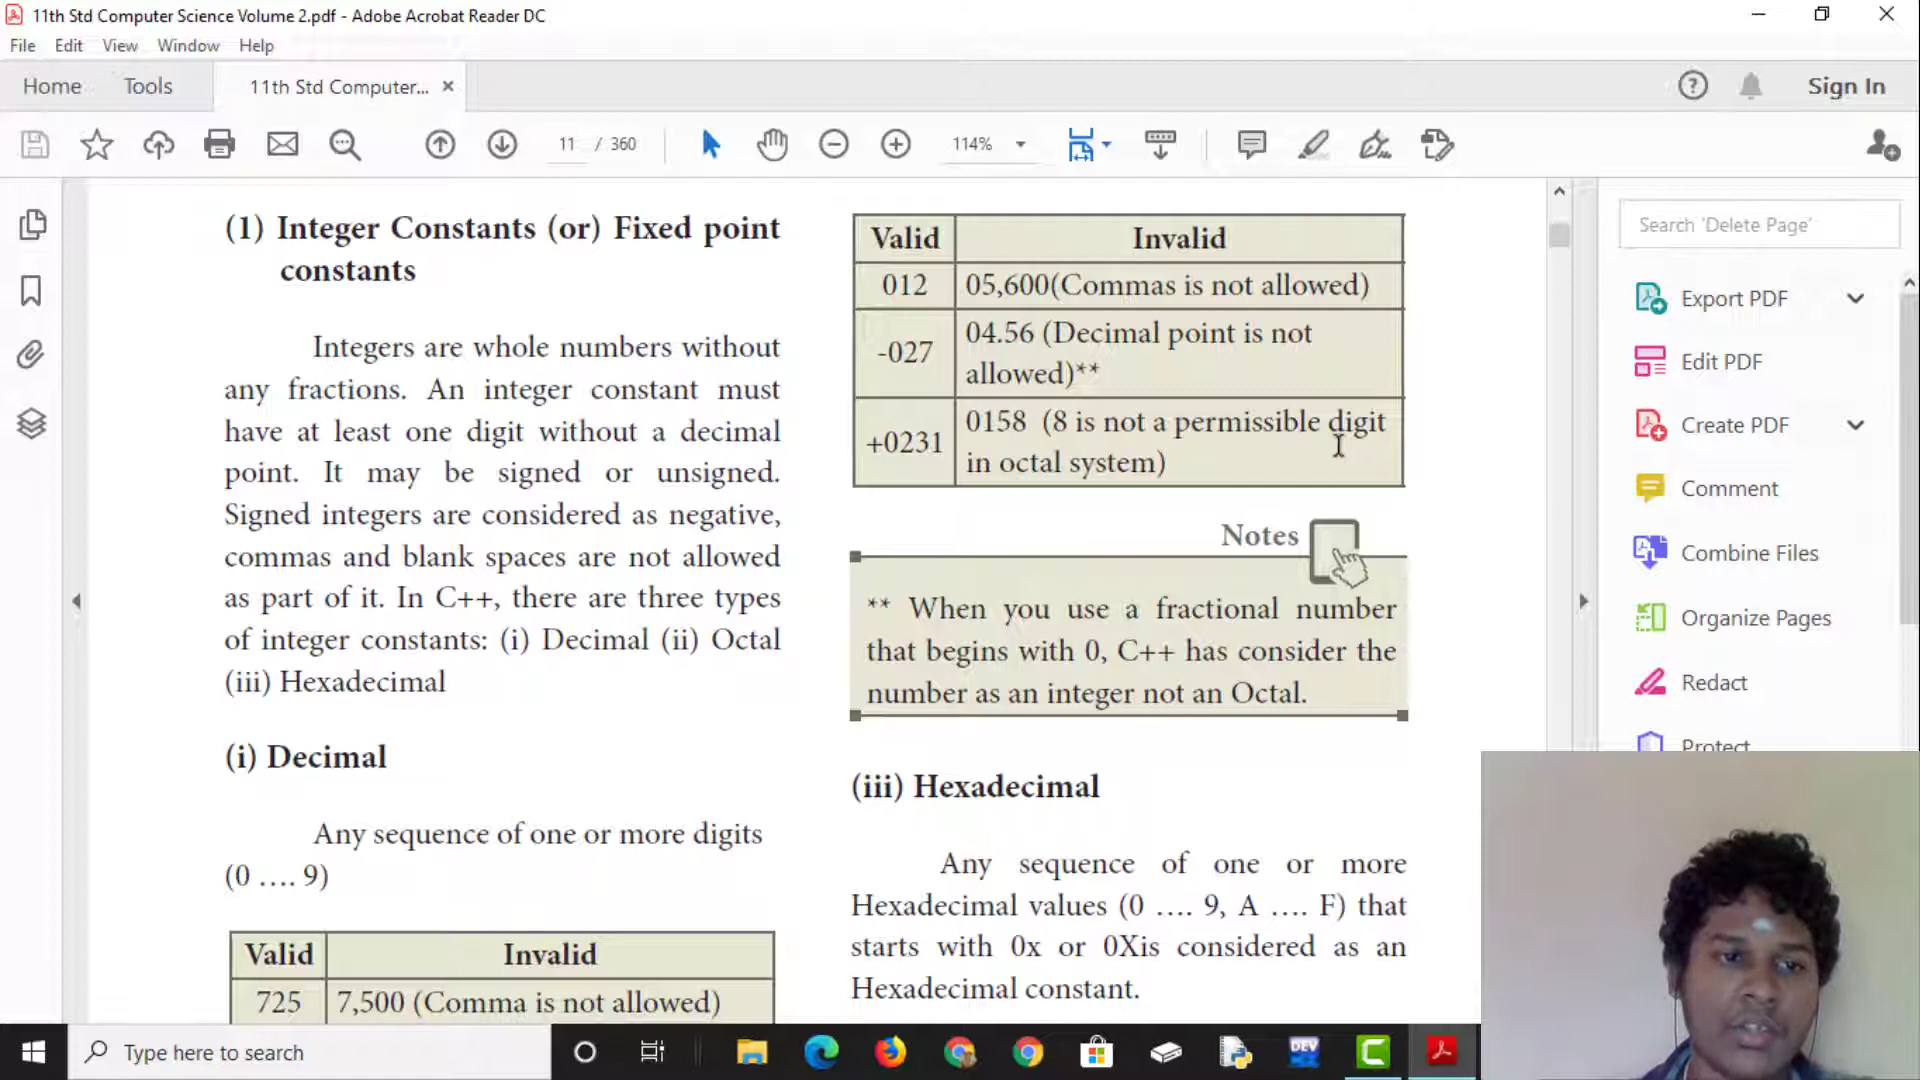 11th Std Computer Science Volume 2.pdf - Adobe Acrobat Reader DC
File Edit View Window Help
Home Tools 11th Std Computer... × Sign In
11 / 360 114%
(1) Integer Constants (or) Fixed point
constants
Integers are whole numbers without
any fractions. An integer constant must
have at least one digit without a decimal
point. It may be signed or unsigned.
Signed integers are considered as negative,
commas and blank spaces are not allowed
as part of it. In C++, there are three types
of integer constants: (i) Decimal (ii) Octal
(iii) Hexadecimal
(i) Decimal
Any sequence of one or more digits
(0 .... 9)
Valid Invalid
725 7,500 (Comma is not allowed)
Valid Invalid
012 05,600(Commas is not allowed)
-027 04.56 (Decimal point is not
allowed)**
+0231 0158 (8 is not a permissible digit
in octal system)
Notes
** When you use a fractional number
that begins with 0, C++ has consider the
number as an integer not an Octal.
(iii) Hexadecimal
Any sequence of one or more
Hexadecimal values (0 .... 9, A .... F) that
starts with 0x or 0Xis considered as an
Hexadecimal constant.
Search 'Delete Page'
Export PDF
Edit PDF
Create PDF
Comment
Combine Files
Organize Pages
Redact
Protect
Type here to search
DEV